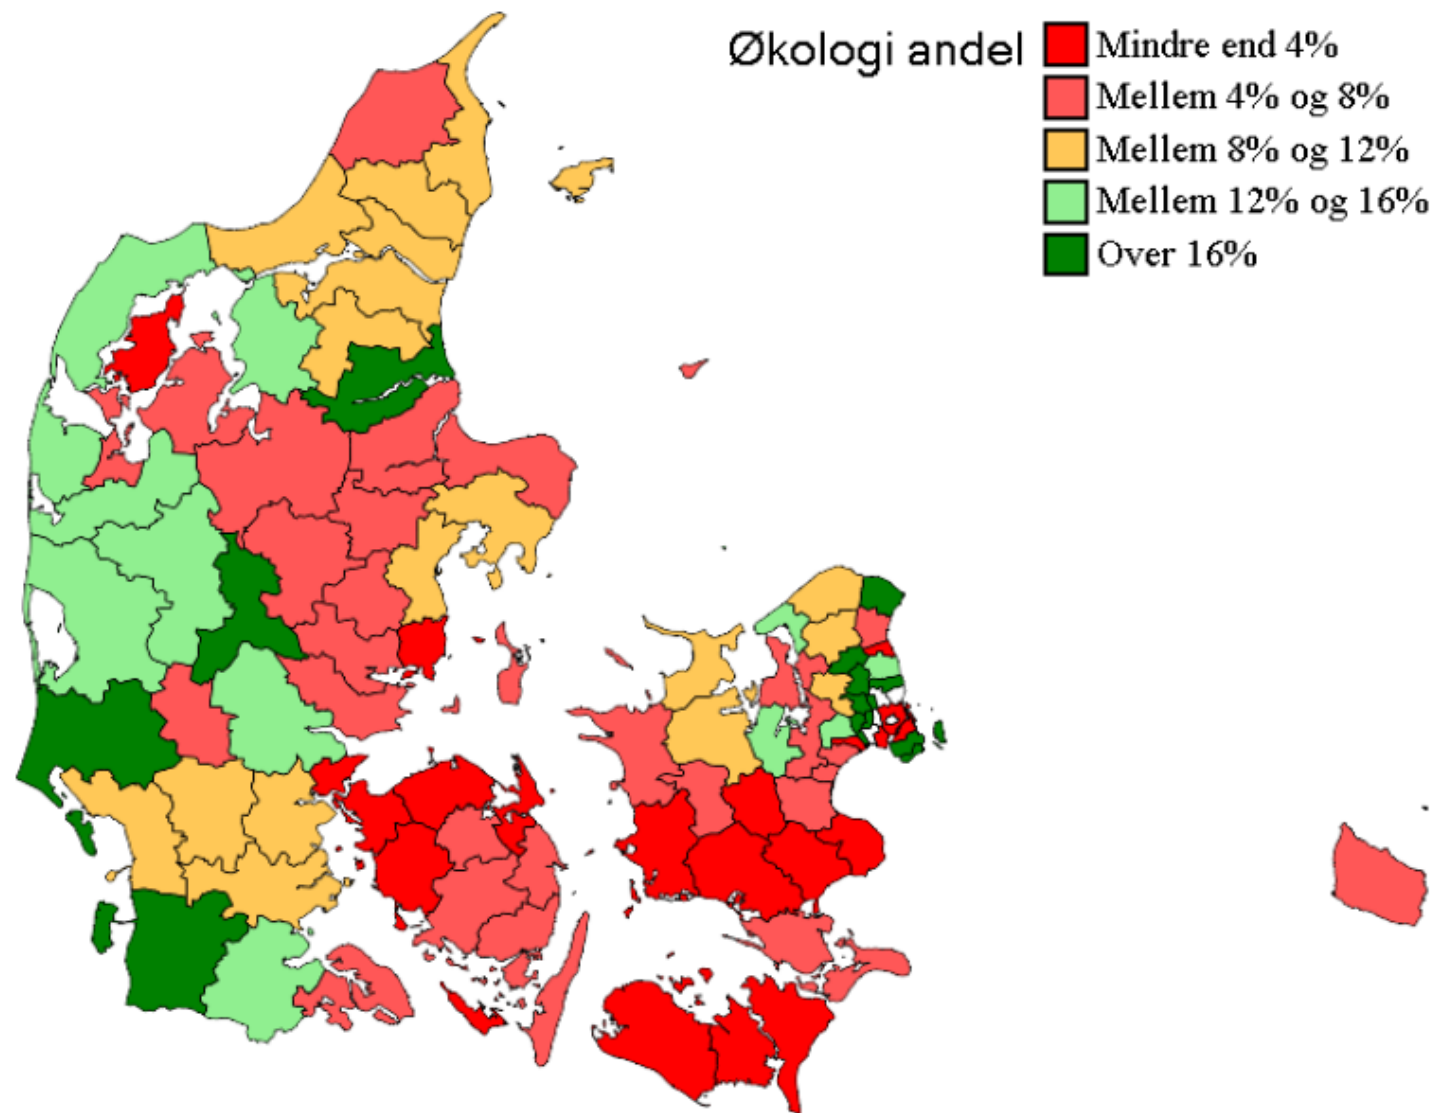 Økologi andel
Mindre end 4%
Mellem 4% og 8%
Mellem 8% og 12%
Mellem 12% og 16%
Over 16%